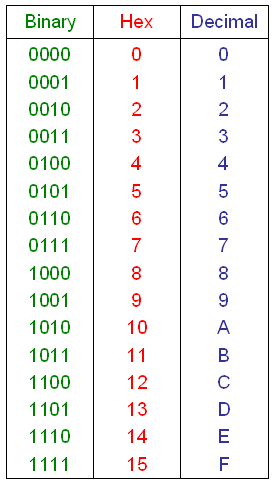 Binary Hex Decimal
0000 0 0
0001 1 1
0010 2 2
0011 3 3
0100 4 4
0101 5 5
0110 6 6
0111 7 7
1000 8 8
1001 9 9
1010 10 A
1011 11 B
1100 12 C
1101 13 D
1110 14 E
1111 15 F